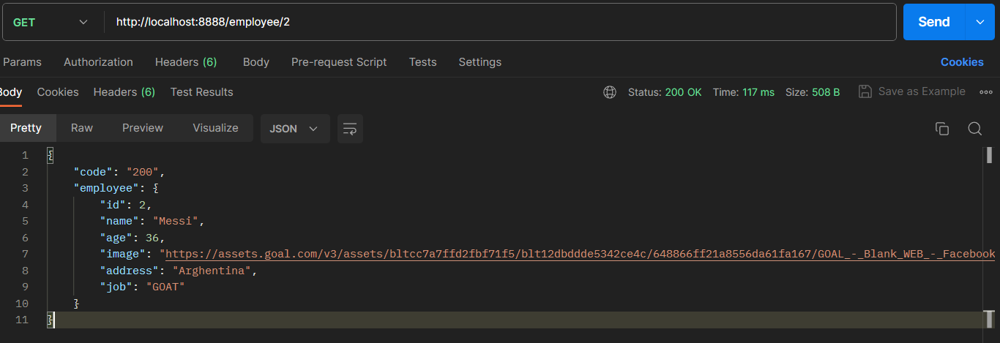 GET http://localhost:8888/employee/2 Send
Params Authorization Headers (6) Body Pre-request Script Tests Settings Cookies
Body Cookies Headers (6) Test Results Status: 200 OK Time: 117 ms Size: 508 B Save as Example
Pretty Raw Preview Visualize JSON
1 {
2 "code": "200",
3 "employee": {
4 "id": 2,
5 "name": "Messi",
6 "age": 36,
7 "image": "https://assets.goal.com/v3/assets/bltcc7a7ffd2fbf71f5/blt12dbddde5342ce4c/648866ff21a8556da61fa167/GOAL_-_Blank_WEB_-_Facebook
8 "address": "Arghentina",
9 "job": "GOAT"
10 }
11 }